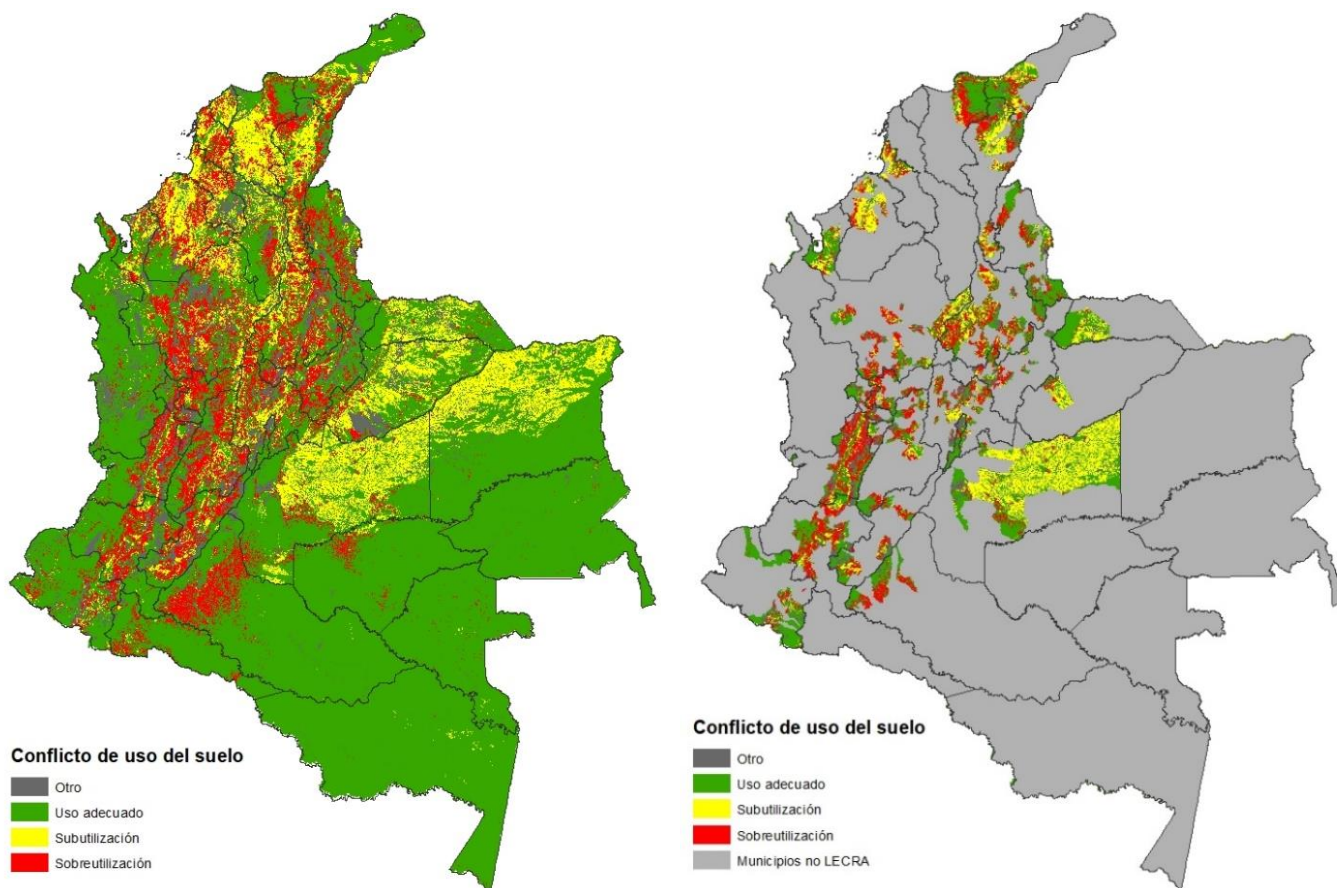 Conflicto de uso del suelo
Otro
Uso adecuado
Subutilización
Sobreutilización
Conflicto de uso del suelo
Otro
Uso adecuado
Subutilización
Sobreutilización
Municipios no LECRA